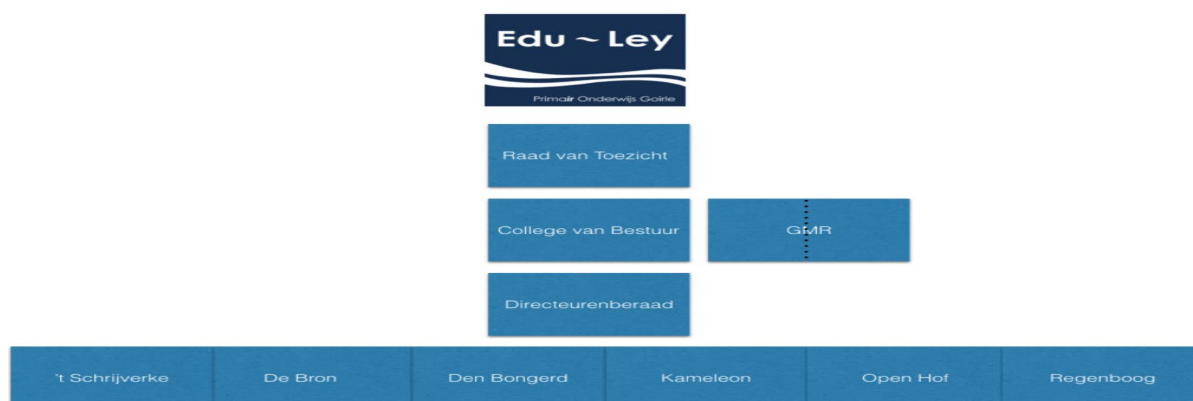 Edu ~ Ley
Primair Onderwijs Goirle
Raad van Toezicht
College van Bestuur
GMR
Directeurenberaad
't Schrijverke
De Bron
Den Bongerd
Kameleon
Open Hof
Regenboog